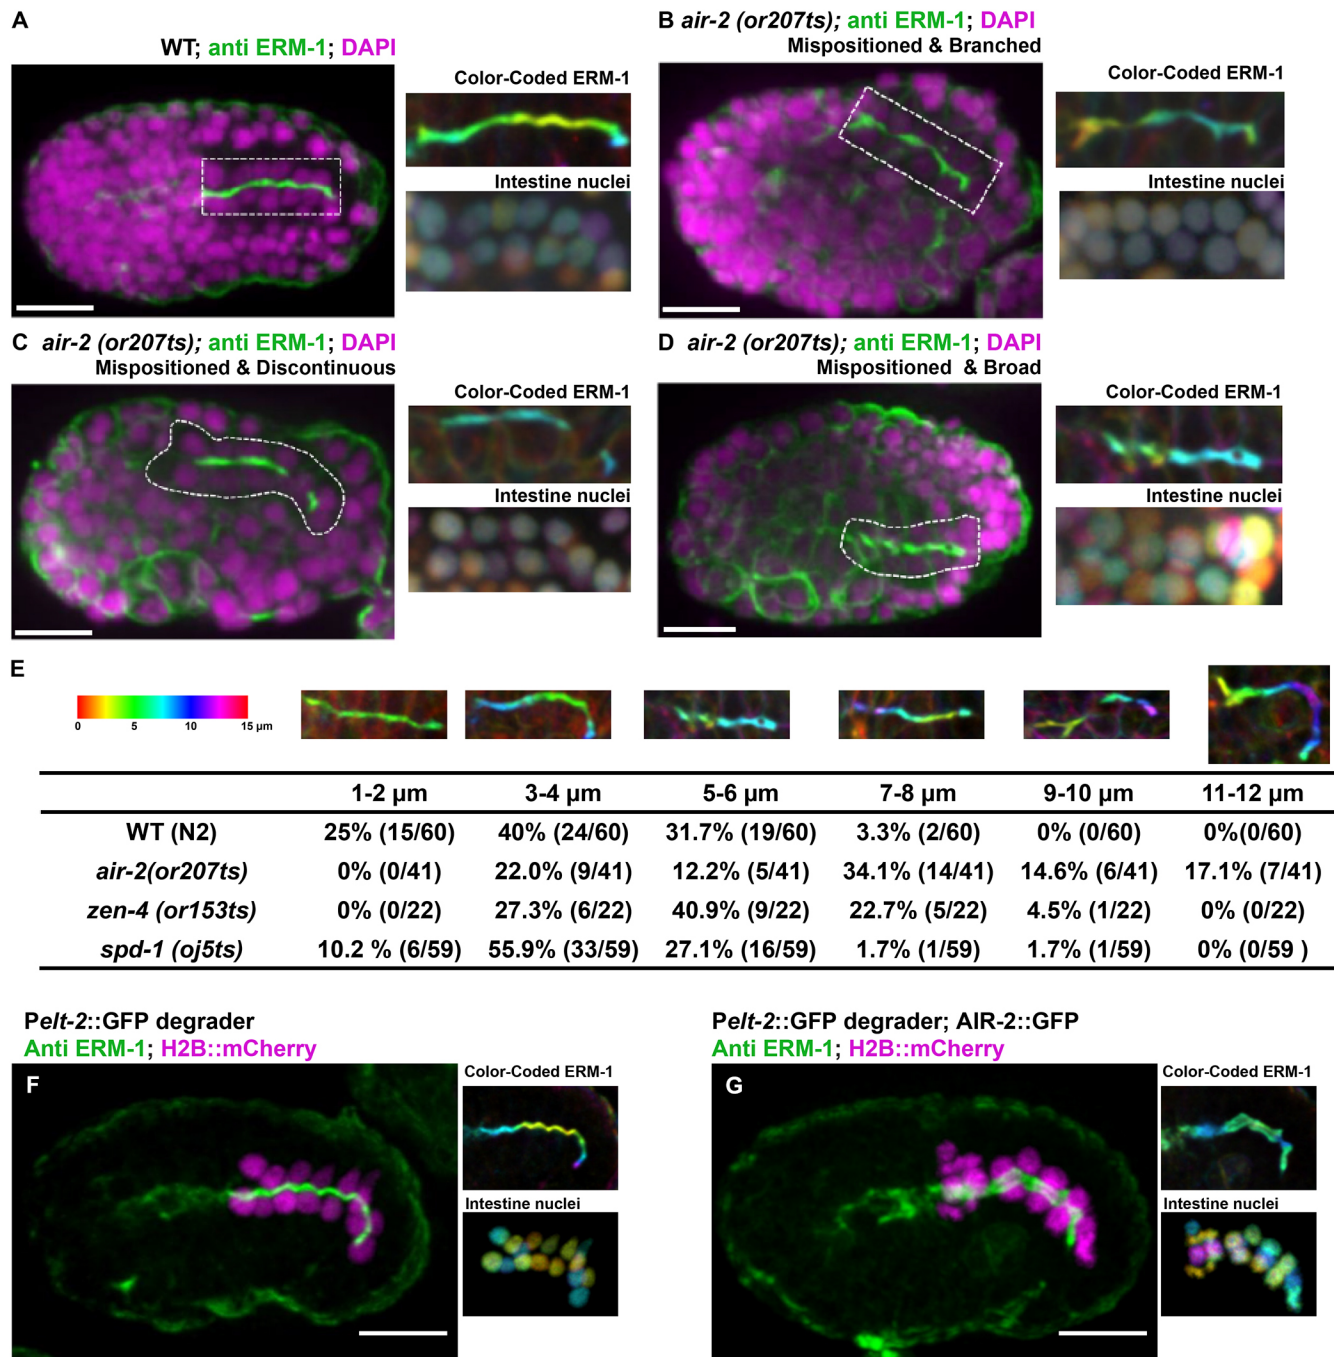 A
WT; anti ERM-1; DAPI
Color-Coded ERM-1
Intestine nuclei
B air-2 (or207ts); anti ERM-1; DAPI
Mispositioned & Branched
Color-Coded ERM-1
Intestine nuclei
C air-2 (or207ts); anti ERM-1; DAPI
Mispositioned & Discontinuous
Color-Coded ERM-1
Intestine nuclei
D air-2 (or207ts); anti ERM-1; DAPI
Mispositioned & Broad
Color-Coded ERM-1
Intestine nuclei
E
0 5 10 15 µm
1-2 µm 3-4 µm 5-6 µm 7-8 µm 9-10 µm 11-12 µm
WT (N2) 25% (15/60) 40% (24/60) 31.7% (19/60) 3.3% (2/60) 0% (0/60) 0%(0/60)
air-2(or207ts) 0% (0/41) 22.0% (9/41) 12.2% (5/41) 34.1% (14/41) 14.6% (6/41) 17.1% (7/41)
zen-4 (or153ts) 0% (0/22) 27.3% (6/22) 40.9% (9/22) 22.7% (5/22) 4.5% (1/22) 0% (0/22)
spd-1 (oj5ts) 10.2 % (6/59) 55.9% (33/59) 27.1% (16/59) 1.7% (1/59) 1.7% (1/59) 0% (0/59 )
Pelt-2::GFP degrader
Anti ERM-1; H2B::mCherry
F
Color-Coded ERM-1
Intestine nuclei
Pelt-2::GFP degrader; AIR-2::GFP
Anti ERM-1; H2B::mCherry
G
Color-Coded ERM-1
Intestine nuclei